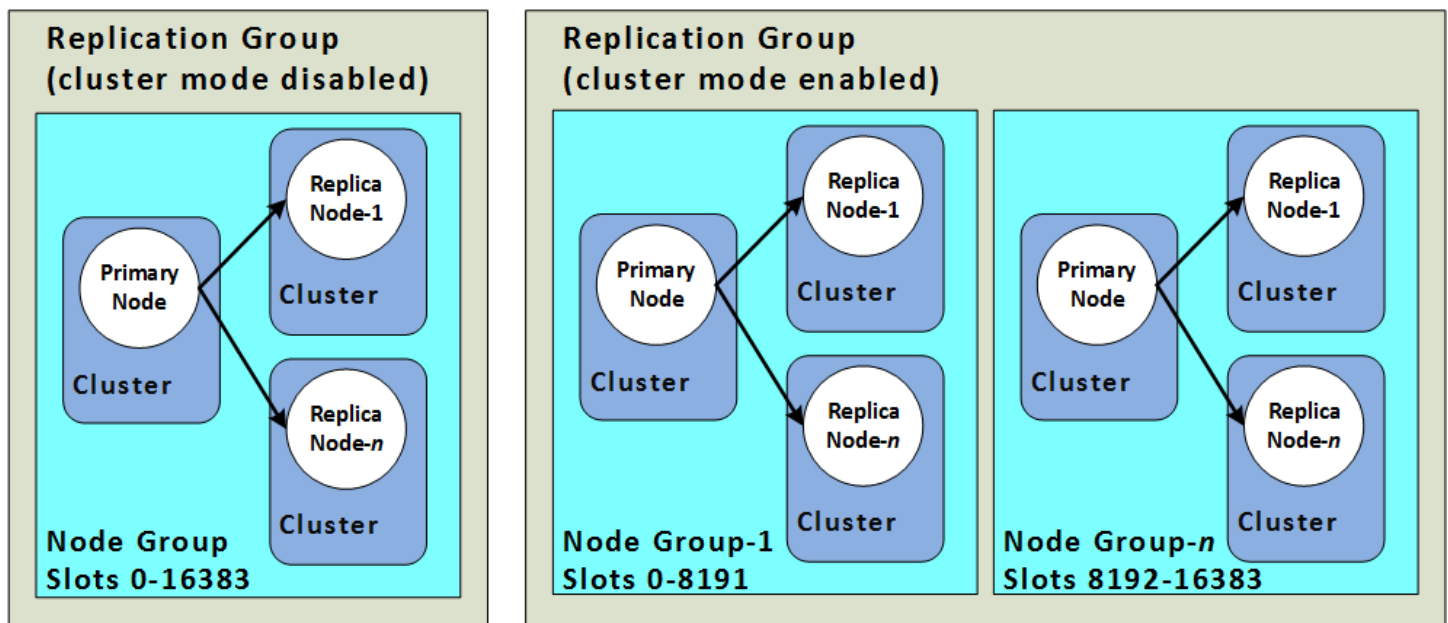 Replication Group
(cluster mode disabled)
Replica
Node-1
Cluster
Primary
Node
Cluster
Replica
Node-n
Cluster
Node Group
Slots 0-16383
Replication Group
(cluster mode enabled)
Replica
Node-1
Cluster
Primary
Node
Cluster
Replica
Node-n
Cluster
Node Group-1
Slots 0-8191
Replica
Node-1
Cluster
Primary
Node
Cluster
Replica
Node-n
Cluster
Node Group-n
Slots 8192-16383